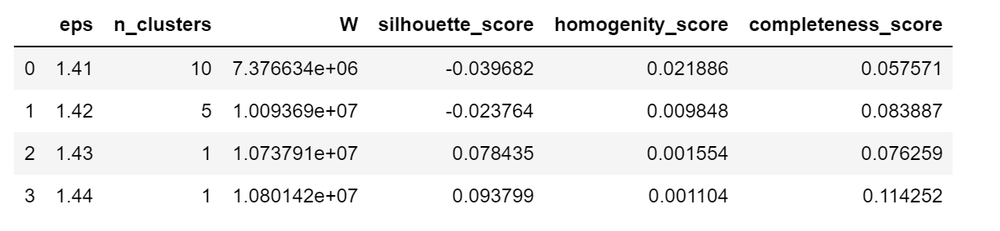 eps n_clusters W silhouette_score homogenity_score completeness_score
0 1.41 10 7.376634e+06 -0.039682 0.021886 0.057571
1 1.42 5 1.009369e+07 -0.023764 0.009848 0.083887
2 1.43 1 1.073791e+07 0.078435 0.001554 0.076259
3 1.44 1 1.080142e+07 0.093799 0.001104 0.114252